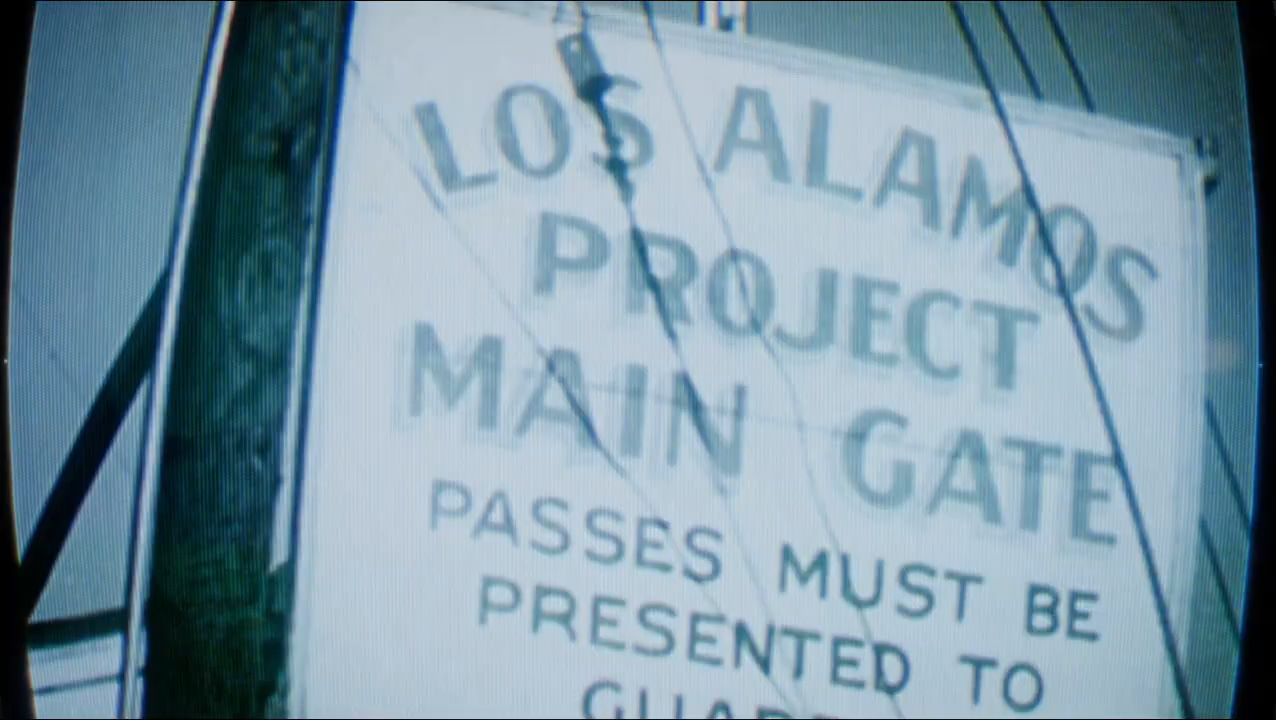 LOS ALAMOS
PROJECT
MAIN GATE
PASSES MUST BE
PRESENTED TO